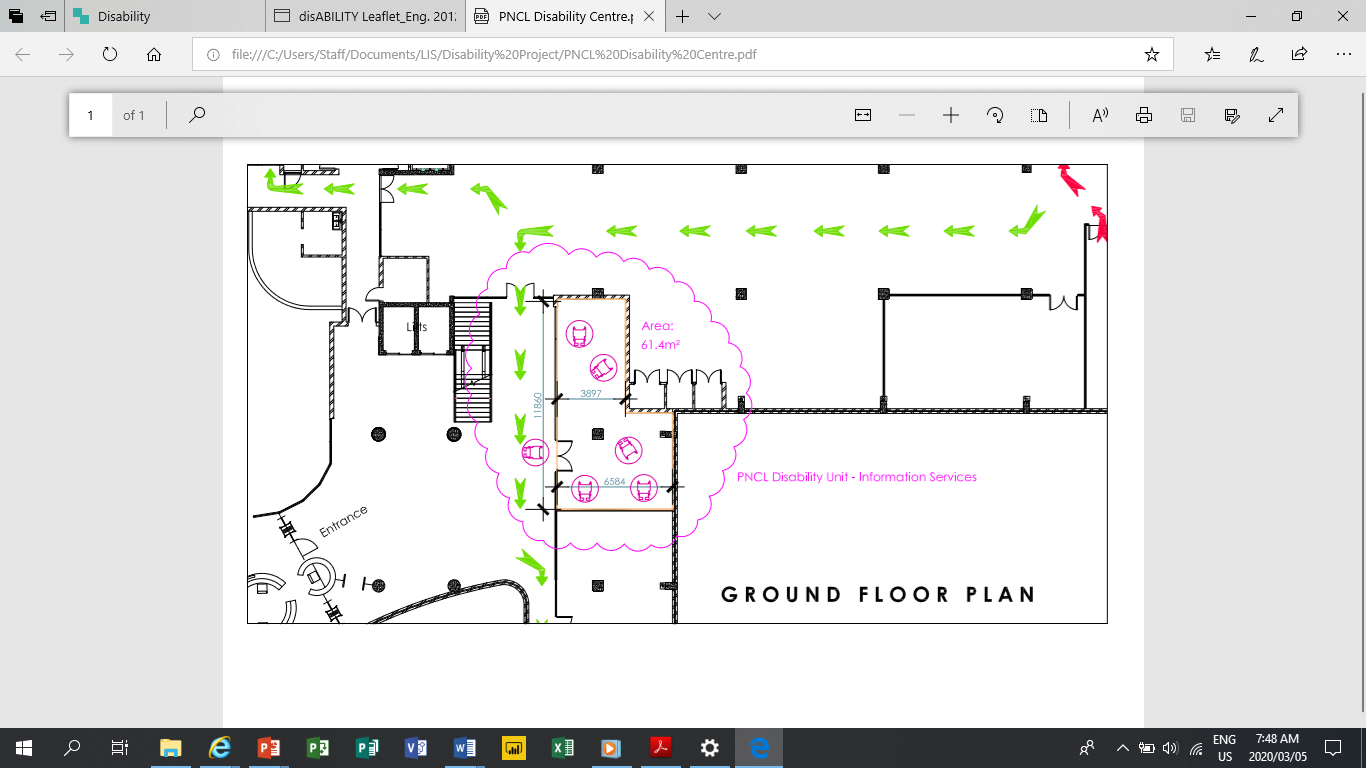 Disability
disABILITY Leaflet_Eng. 201
PNCL Disability Centre.p
file:///C:/Users/Staff/Documents/LIS/Disability%20Project/PNCL%20Disability%20Centre.pdf
1 of 1
Lifts
Area:
61,4m²
3897
11860
6584
PNCL Disability Unit - Information Services
Entrance
GROUND FLOOR PLAN
ENG
US
7:48 AM
2020/03/05